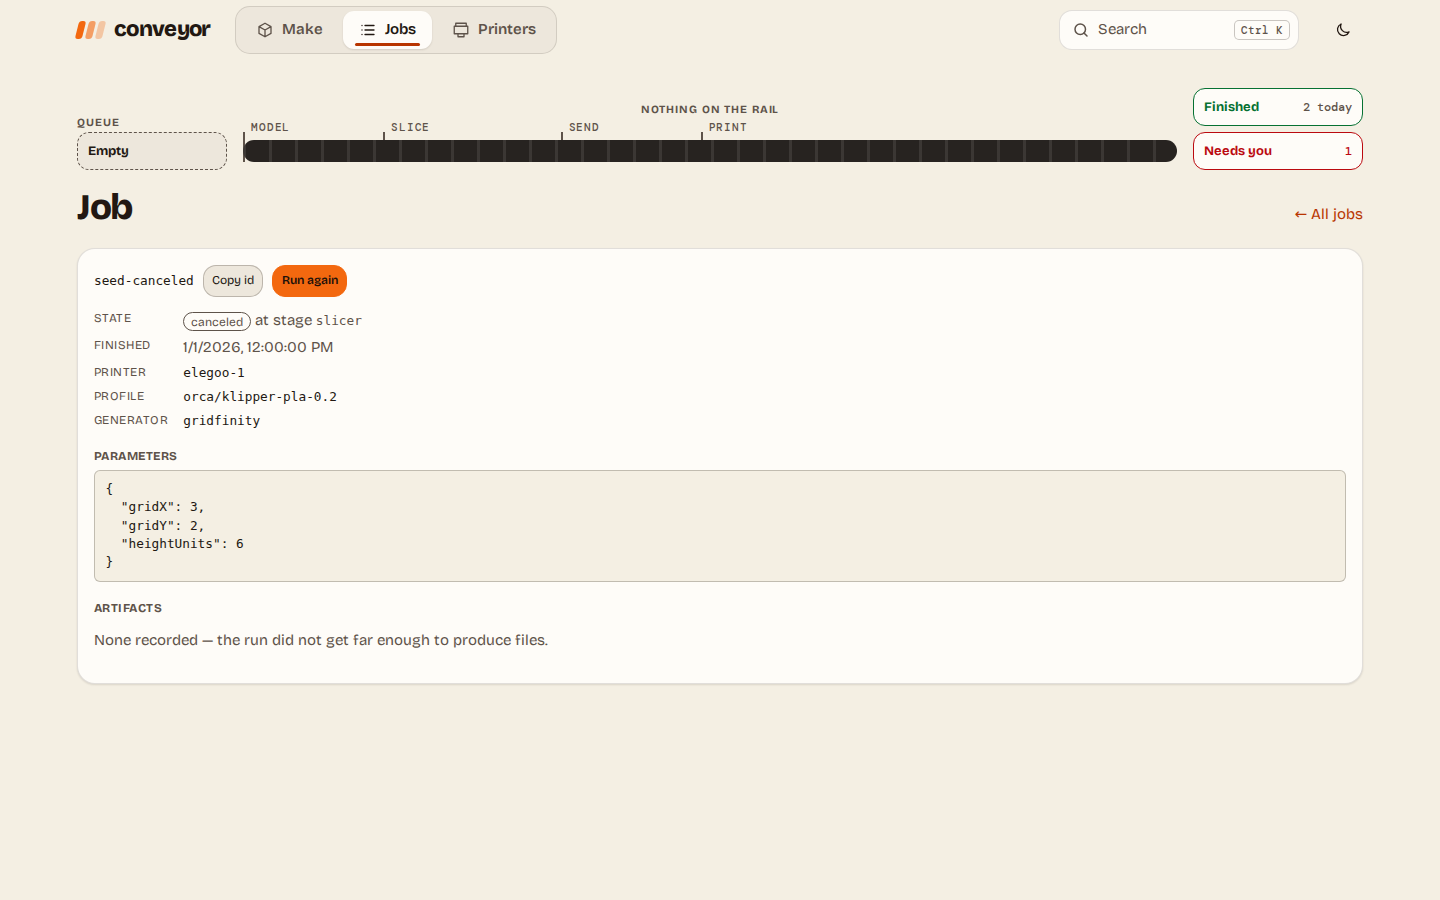 conveyor
Make
Jobs
Printers
Search
Ctrl K
QUEUE
Empty
NOTHING ON THE RAIL
MODEL
SLICE
SEND
PRINT
Finished 2 today
Needs you 1
Job
← All jobs
seed-canceled Copy id Run again
STATE canceled at stage slicer
FINISHED 1/1/2026, 12:00:00 PM
PRINTER elegoo-1
PROFILE orca/klipper-pla-0.2
GENERATOR gridfinity
PARAMETERS
{
"gridX": 3,
"gridY": 2,
"heightUnits": 6
}
ARTIFACTS
None recorded — the run did not get far enough to produce files.